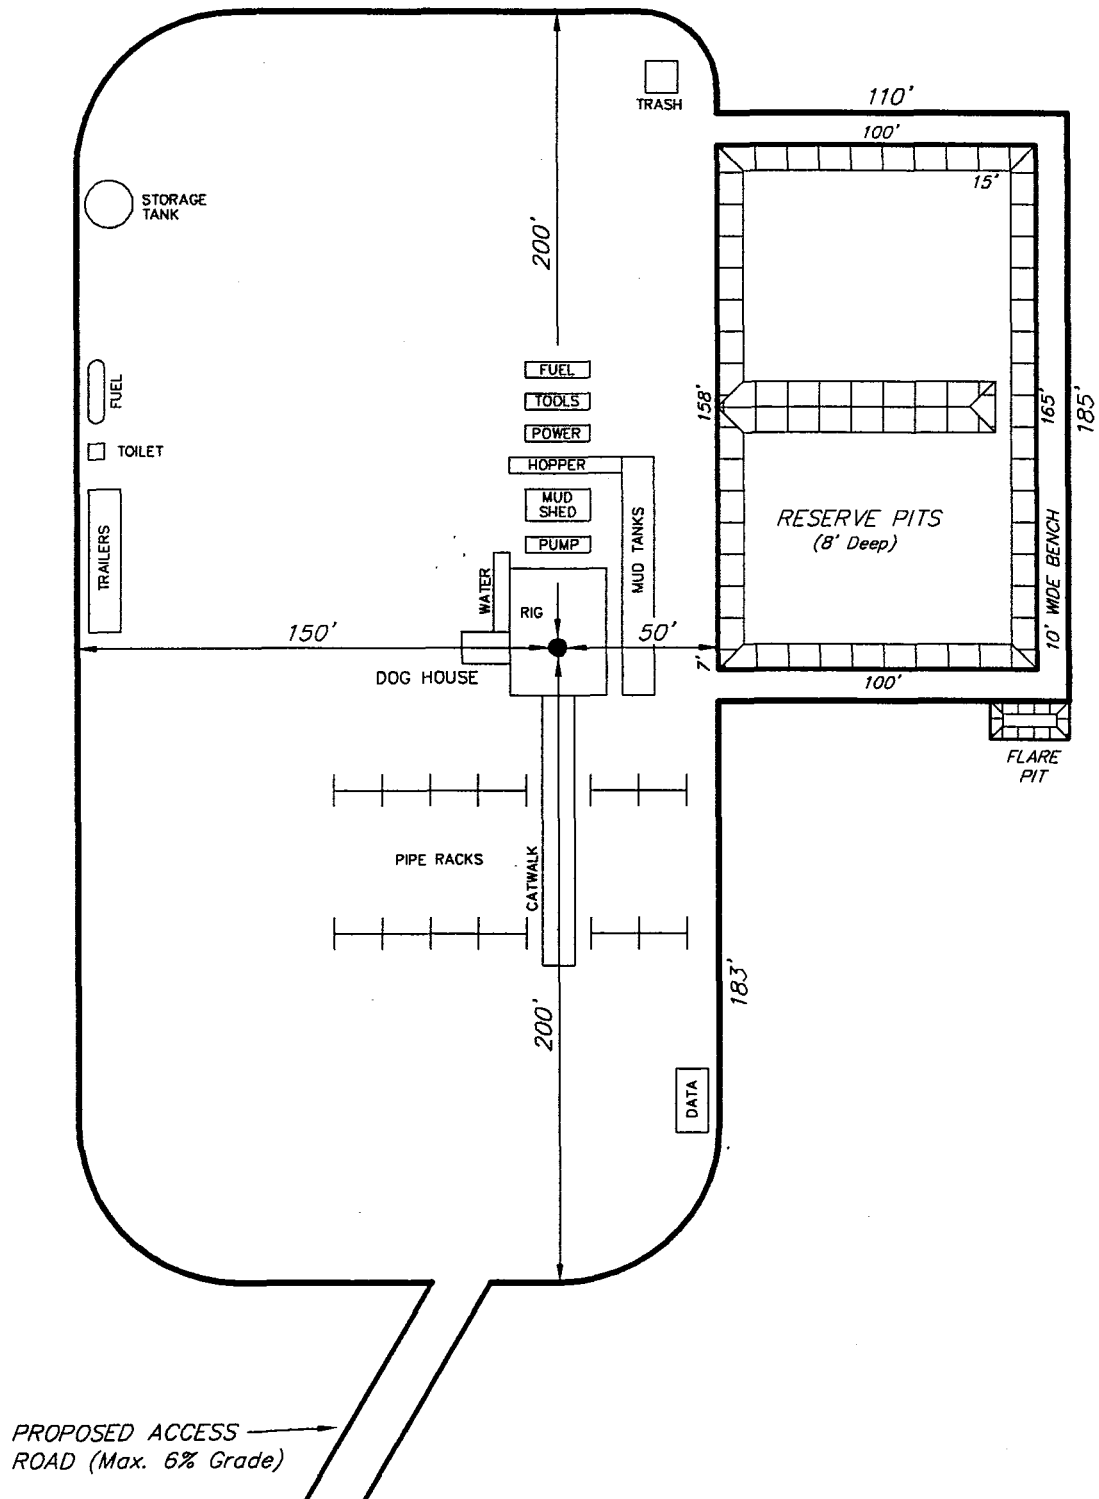 110'
100'
TRASH
15'
STORAGE
TANK
200'
FUEL
FUEL
TOOLS
158'
165'
185'
POWER
TOILET
HOPPER
MUD
SHED
RESERVE PITS
(8' Deep)
TRAILERS
PUMP
MUD TANKS
10' WIDE BENCH
WATER
RIG
150'
50'
7'
DOG HOUSE
100'
FLARE
PIT
PIPE RACKS
CATWALK
183'
200'
DATA
PROPOSED ACCESS
ROAD (Max. 6% Grade)